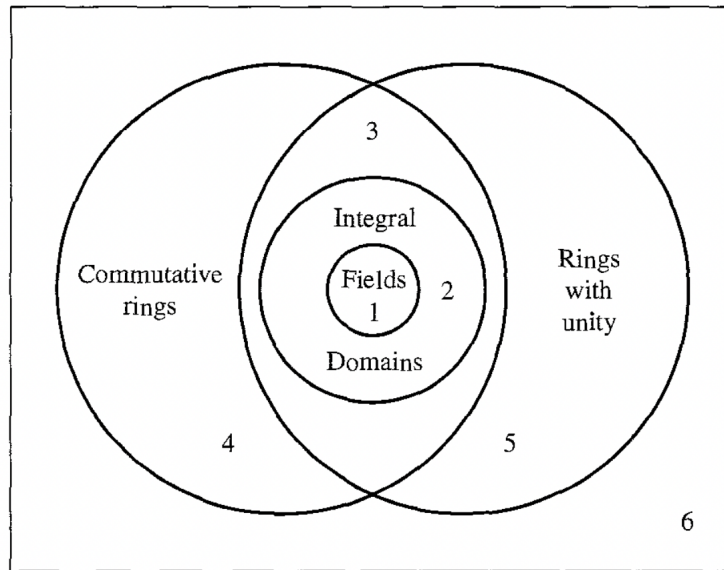 3
Integral
Commutative
rings
Fields
1
2
Rings
with
unity
Domains
4
5
6